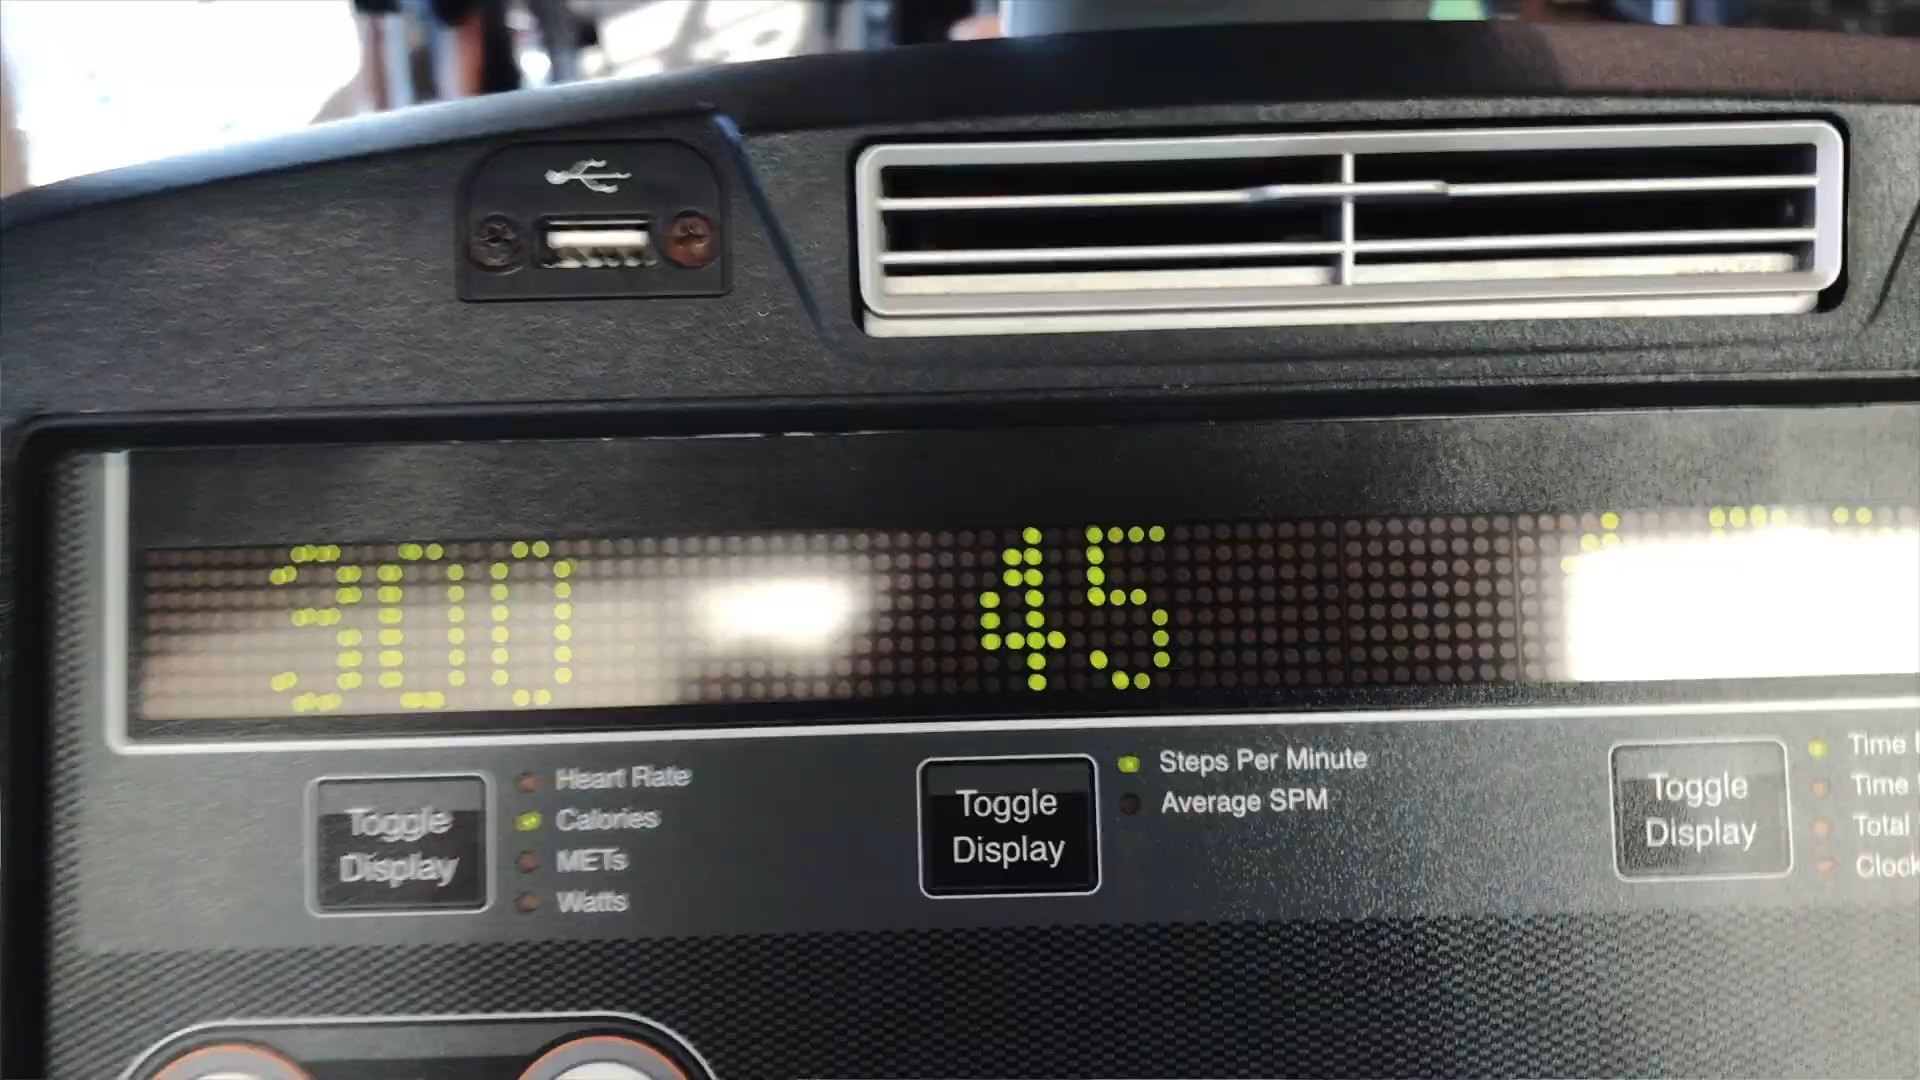 300 45
Toggle
Display
Heart Rate
Calories
METs
Watts
Toggle
Display
Steps Per Minute
Average SPM
Toggle
Display
Time
Time
Total
Clock